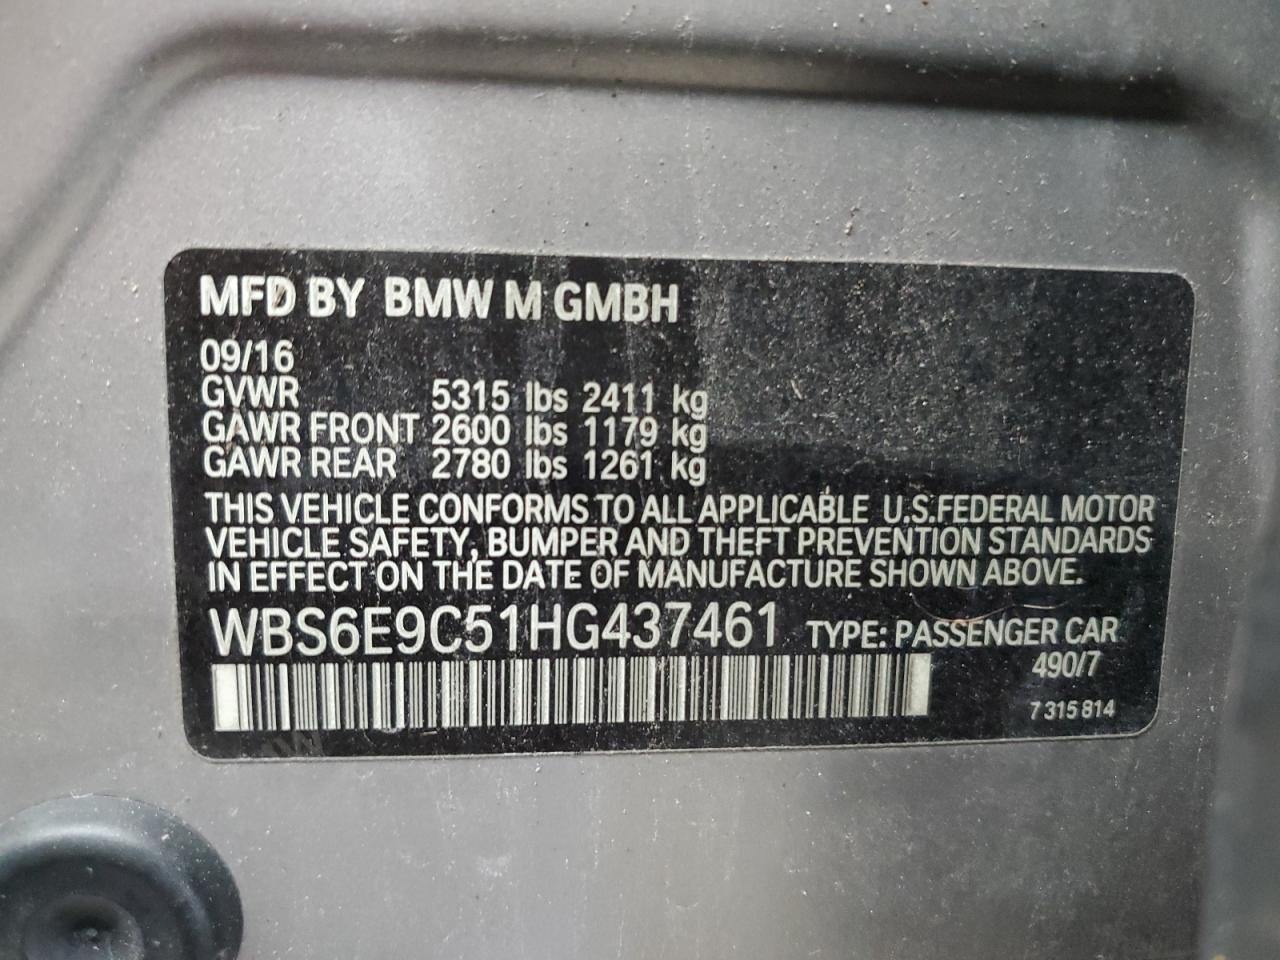 MFD BY BMW M GMBH
09/16
GVWR 5315 lbs 2411 kg
GAWR FRONT 2600 lbs 1179 kg
GAWR REAR 2780 lbs 1261 kg
THIS VEHICLE CONFORMS TO ALL APPLICABLE U.S.FEDERAL MOTOR
VEHICLE SAFETY, BUMPER AND THEFT PREVENTION STANDARDS
IN EFFECT ON THE DATE OF MANUFACTURE SHOWN ABOVE.
WBS6E9C51HG437461 TYPE: PASSENGER CAR
490/7
7 315 814